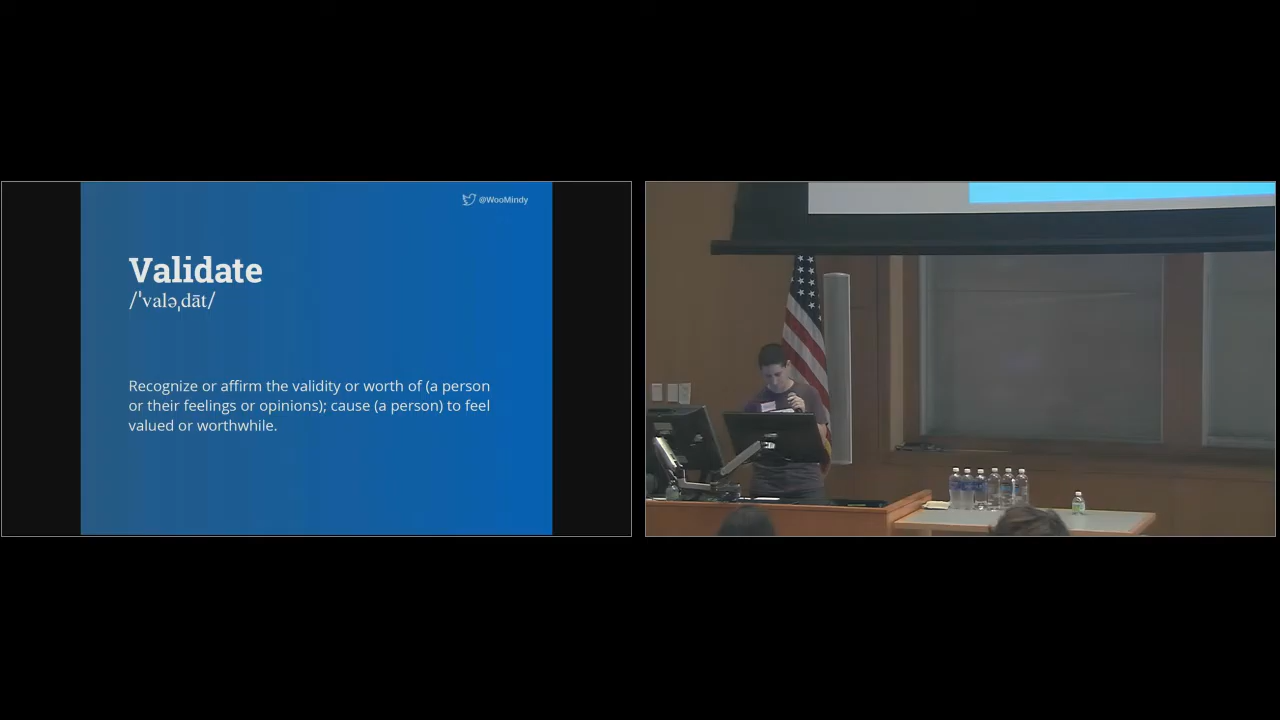 @WooMindy
Validate
/ˈvaləˌdāt/
Recognize or affirm the validity or worth of (a person
or their feelings or opinions); cause (a person) to feel
valued or worthwhile.